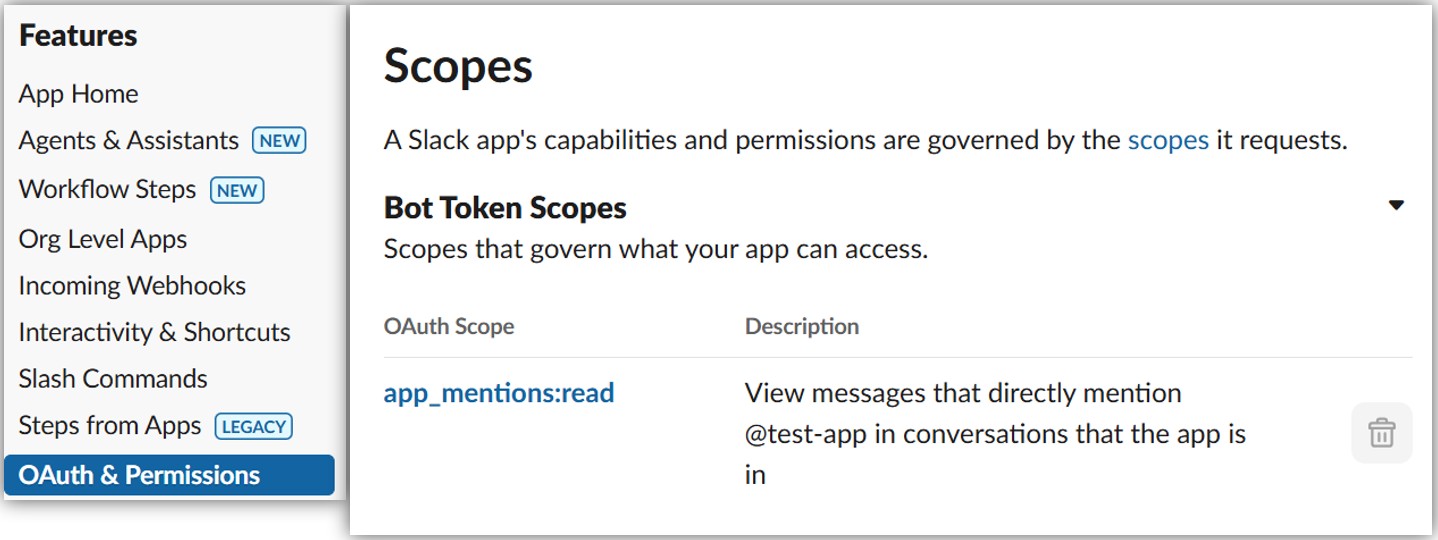 Features
App Home
Agents & Assistants NEW
Workflow Steps NEW
Org Level Apps
Incoming Webhooks
Interactivity & Shortcuts
Slash Commands
Steps from Apps LEGACY
OAuth & Permissions
Scopes
A Slack app's capabilities and permissions are governed by the scopes it requests.
Bot Token Scopes
Scopes that govern what your app can access.
OAuth Scope Description
app_mentions:read View messages that directly mention
@test-app in conversations that the app is
in